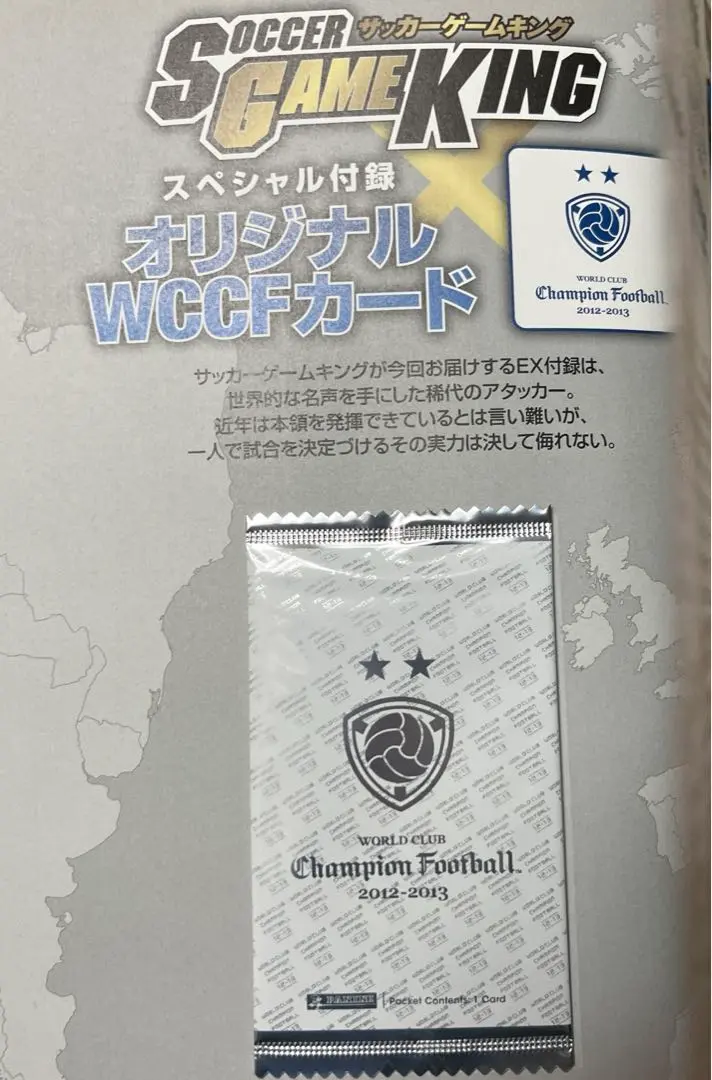 サッカーゲームキング
SOCCER
GAMEKING
スペシャル付録
オリジナル
WCCFカード
WORLD CLUB
Champion Football
2012-2013
サッカーゲームキングが今回お届けするEX付録は、
世界的な名声を手にした稀代のアタッカー。
近年は本領を発揮できているとは言い難いが、
一人で試合を決定づけるその実力は決して侮れない。
WORLD CLUB
Champion Football
2012-2013
PANINI Pocket Contents: 1 Card